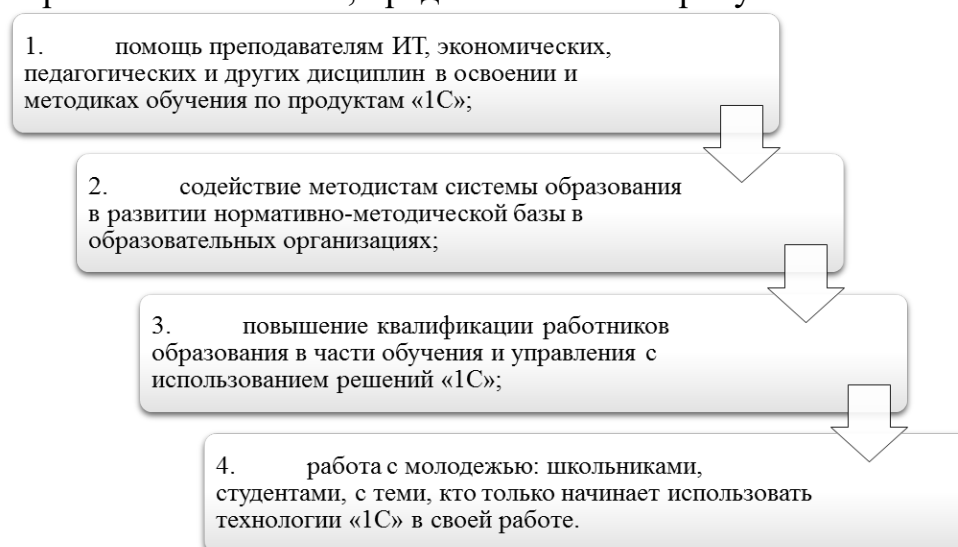 1. помощь преподавателям ИТ, экономических,
педагогических и других дисциплин в освоении и
методиках обучения по продуктам «1С»;
2. содействие методистам системы образования
в развитии нормативно-методической базы в
образовательных организациях;
3. повышение квалификации работников
образования в части обучения и управления с
использованием решений «1С»;
4. работа с молодежью: школьниками,
студентами, с теми, кто только начинает использовать
технологии «1С» в своей работе.